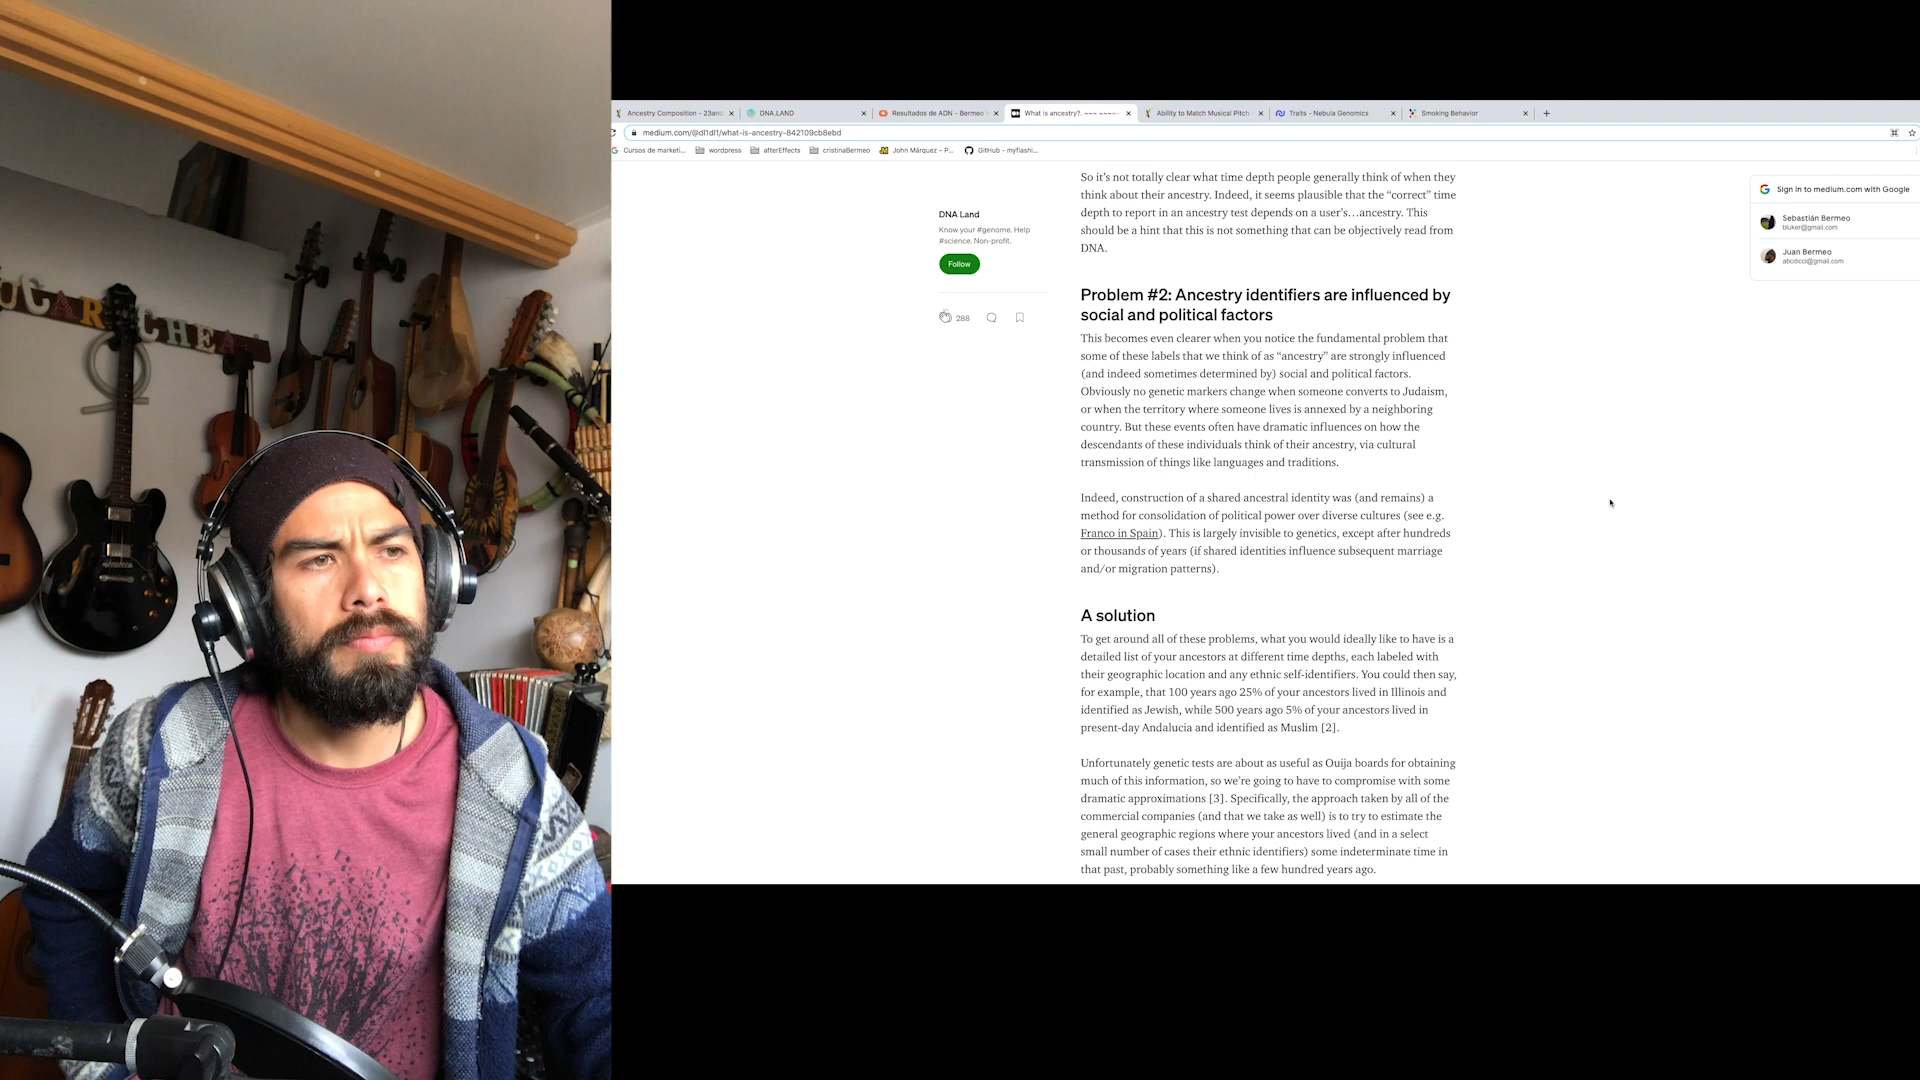 Ancestry Composition - 23and
DNA.LAND
Resultados de ADN - Bermeo
What is ancestry?.
Ability to Match Musical Pitch
Traits - Nebula Genomics
Smoking Behavior
medium.com/@dl1dl1/what-is-ancestry-842109cb8ebd
Cursos de marketi...
wordpress
afterEffects
cristinaBermeo
John Márquez – P...
GitHub - myflashi...
UCAR
CHEA
DNA Land
Know your #genome. Help
#science. Non-profit.
Follow
288
So it's not totally clear what time depth people generally think of when they
think about their ancestry. Indeed, it seems plausible that the “correct” time
depth to report in an ancestry test depends on a user's…ancestry. This
should be a hint that this is not something that can be objectively read from
DNA.
Problem #2: Ancestry identifiers are influenced by
social and political factors
This becomes even clearer when you notice the fundamental problem that
some of these labels that we think of as “ancestry” are strongly influenced
(and indeed sometimes determined by) social and political factors.
Obviously no genetic markers change when someone converts to Judaism,
or when the territory where someone lives is annexed by a neighboring
country. But these events often have dramatic influences on how the
descendants of these individuals think of their ancestry, via cultural
transmission of things like languages and traditions.
Indeed, construction of a shared ancestral identity was (and remains) a
method for consolidation of political power over diverse cultures (see e.g.
Franco in Spain). This is largely invisible to genetics, except after hundreds
or thousands of years (if shared identities influence subsequent marriage
and/or migration patterns).
A solution
To get around all of these problems, what you would ideally like to have is a
detailed list of your ancestors at different time depths, each labeled with
their geographic location and any ethnic self-identifiers. You could then say,
for example, that 100 years ago 25% of your ancestors lived in Illinois and
identified as Jewish, while 500 years ago 5% of your ancestors lived in
present-day Andalucia and identified as Muslim [2].
Unfortunately genetic tests are about as useful as Ouija boards for obtaining
much of this information, so we're going to have to compromise with some
dramatic approximations [3]. Specifically, the approach taken by all of the
commercial companies (and that we take as well) is to try to estimate the
general geographic regions where your ancestors lived (and in a select
small number of cases their ethnic identifiers) some indeterminate time in
that past, probably something like a few hundred years ago.
Sign in to medium.com with Google
Sebastián Bermeo
bluker@gmail.com
Juan Bermeo
abcdicci@gmail.com